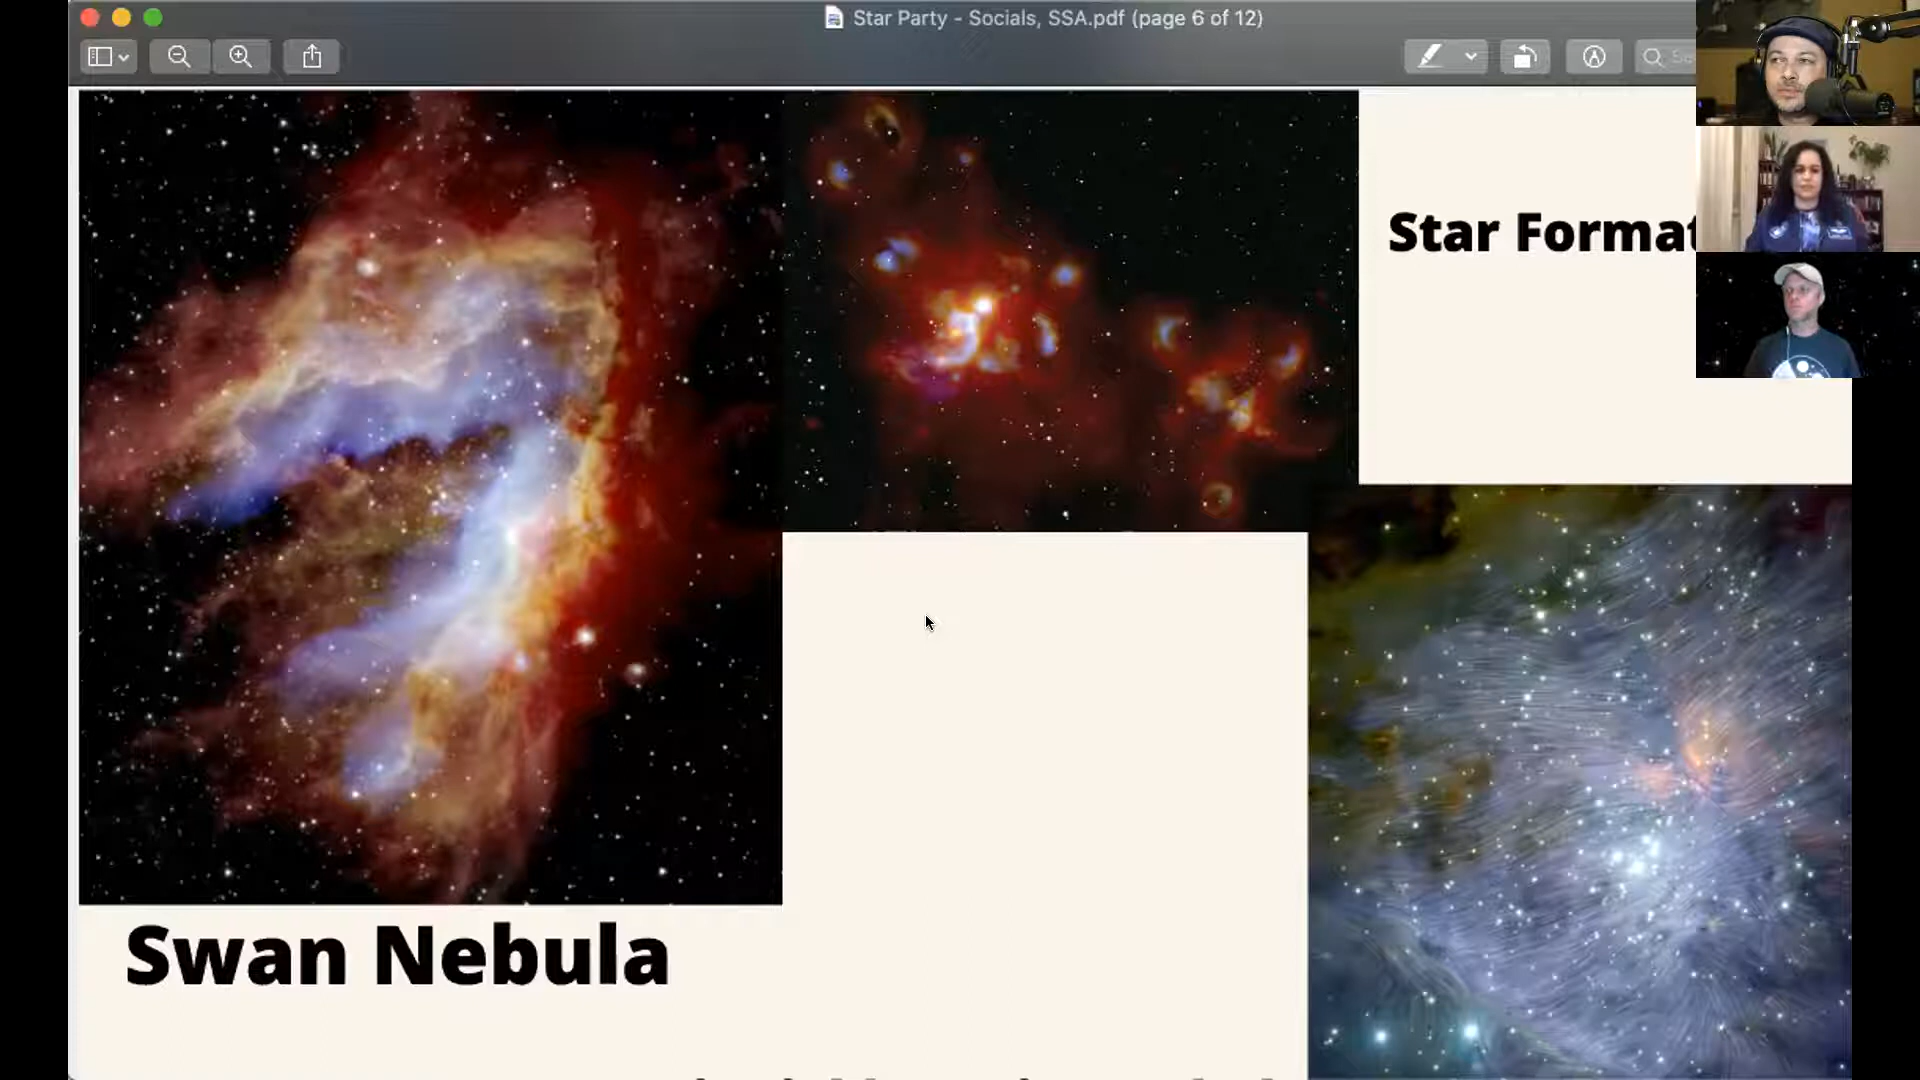 Star Party - Socials, SSA.pdf (page 6 of 12)
Star Format
Swan Nebula